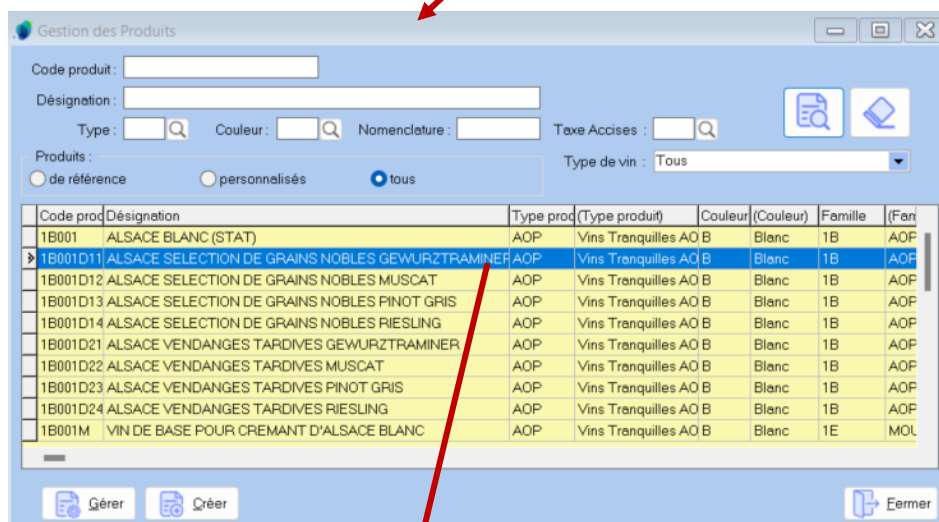 Gestion des Produits
Code produit :
Désignation :
Type : Couleur : Nomenclature : Taxe Accises :
Produits : Type de vin : Tous
de référence personnalisés tous
Code prod Désignation Type prod (Type produit) Couleur (Couleur) Famille (Fam
1B001 ALSACE BLANC (STAT) AOP Vins Tranquilles AO B Blanc 1B AOP
1B001D11 ALSACE SELECTION DE GRAINS NOBLES GEWURZTRAMINER AOP Vins Tranquilles AO B Blanc 1B AOP
1B001D12 ALSACE SELECTION DE GRAINS NOBLES MUSCAT AOP Vins Tranquilles AO B Blanc 1B AOP
1B001D13 ALSACE SELECTION DE GRAINS NOBLES PINOT GRIS AOP Vins Tranquilles AO B Blanc 1B AOP
1B001D14 ALSACE SELECTION DE GRAINS NOBLES RIESLING AOP Vins Tranquilles AO B Blanc 1B AOP
1B001D21 ALSACE VENDANGES TARDIVES GEWURZTRAMINER AOP Vins Tranquilles AO B Blanc 1B AOP
1B001D22 ALSACE VENDANGES TARDIVES MUSCAT AOP Vins Tranquilles AO B Blanc 1B AOP
1B001D23 ALSACE VENDANGES TARDIVES PINOT GRIS AOP Vins Tranquilles AO B Blanc 1B AOP
1B001D24 ALSACE VENDANGES TARDIVES RIESLING AOP Vins Tranquilles AO B Blanc 1B AOP
1B001M VIN DE BASE POUR CREMANT D'ALSACE BLANC AOP Vins Tranquilles AO B Blanc 1E MOU
Gérer Créer Fermer